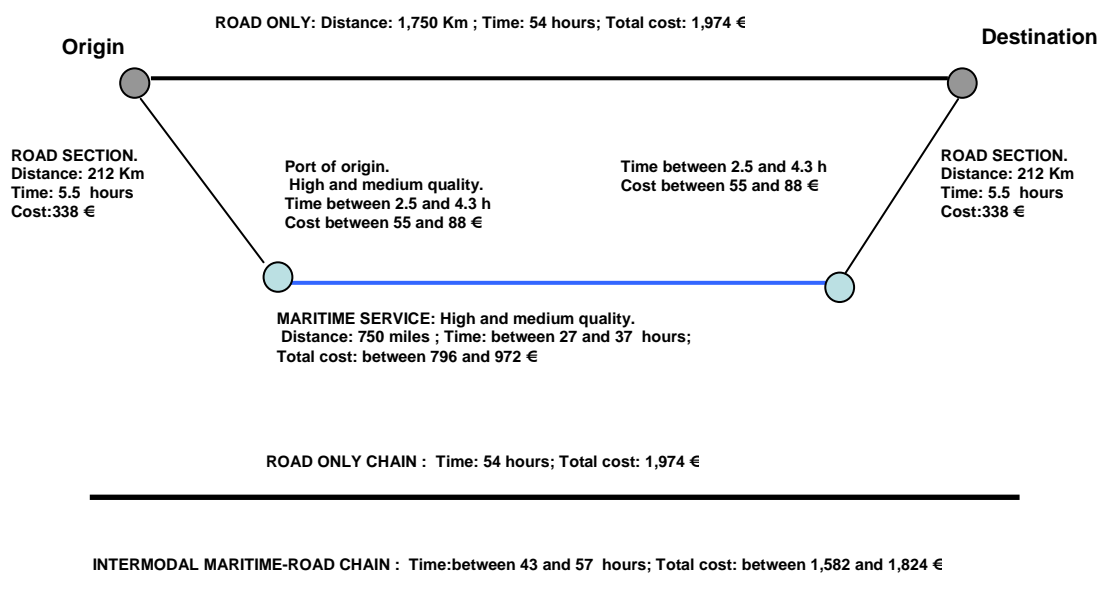 ROAD ONLY: Distance: 1,750 Km ; Time: 54 hours; Total cost: 1,974 €
Origin
Destination
ROAD SECTION.
Distance: 212 Km
Time: 5.5  hours
Cost:338 €
Port of origin.
High and medium quality.
Time between 2.5 and 4.3 h
Cost between 55 and 88 €
Time between 2.5 and 4.3 h
Cost between 55 and 88 €
ROAD SECTION.
Distance: 212 Km
Time: 5.5  hours
Cost:338 €
MARITIME SERVICE: High and medium quality.
Distance: 750 miles ; Time: between 27 and 37  hours;
Total cost: between 796 and 972 €
ROAD ONLY CHAIN :  Time: 54 hours; Total cost: 1,974 €
INTERMODAL MARITIME-ROAD CHAIN :  Time:between 43 and 57  hours; Total cost: between 1,582 and 1,824 €